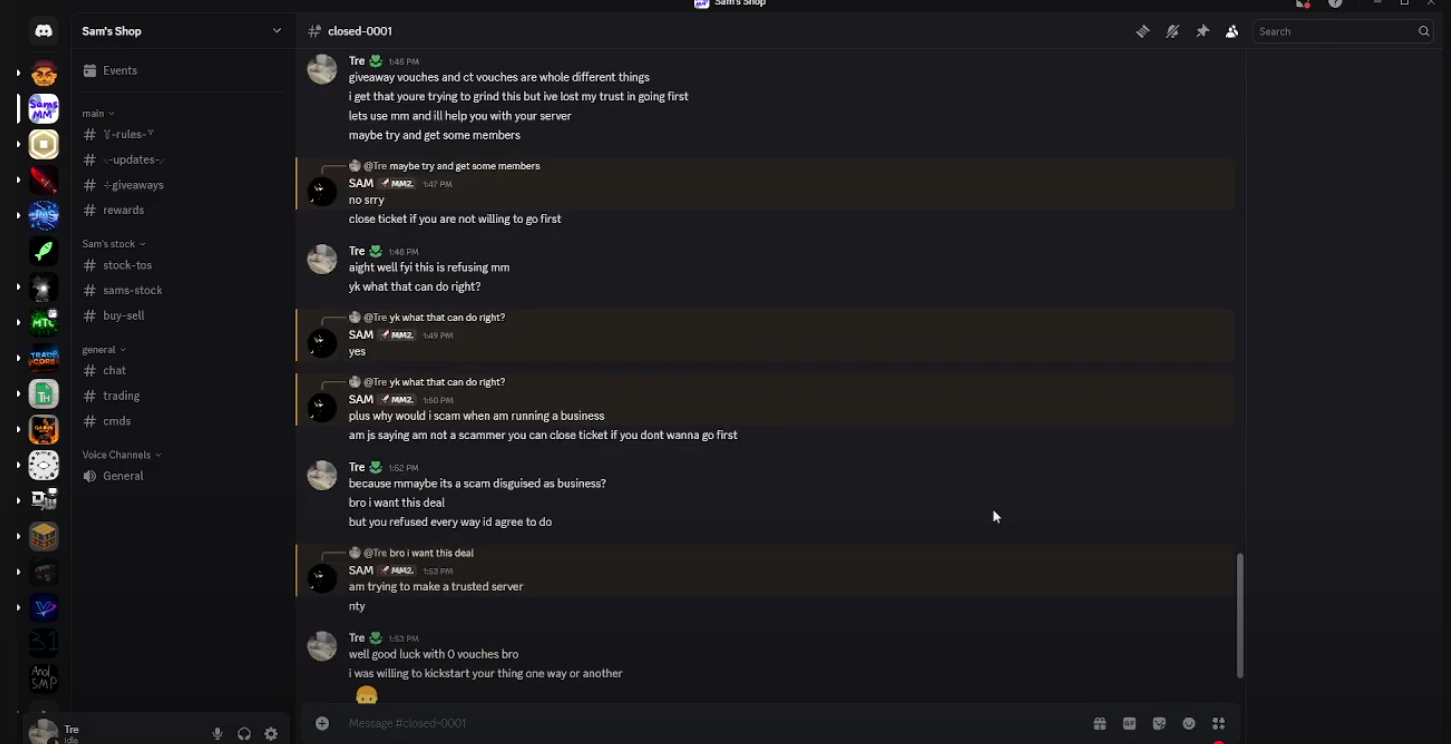 Sam's Shop
Sam's Shop
closed-0001
Search
Events
main
-rules-
-updates-
giveaways
rewards
Sam's stock
stock-tos
sams-stock
buy-sell
general
chat
trading
cmds
Voice Channels
General
Sams MM
JMS
MTC
TRADE CORE
TH
31
And SMP
Tre 1:46 PM
giveaway vouches and ct vouches are whole different things
i get that youre trying to grind this but ive lost my trust in going first
lets use mm and ill help you with your server
maybe try and get some members
@Tre maybe try and get some members
SAM MM2. 1:47 PM
no srry
close ticket if you are not willing to go first
Tre 1:48 PM
aight well fyi this is refusing mm
yk what that can do right?
@Tre yk what that can do right?
SAM MM2. 1:49 PM
yes
@Tre yk what that can do right?
SAM MM2. 1:50 PM
plus why would i scam when am running a business
am js saying am not a scammer you can close ticket if you dont wanna go first
Tre 1:52 PM
because mmaybe its a scam disguised as business?
bro i want this deal
but you refused every way id agree to do
@Tre bro i want this deal
SAM MM2. 1:53 PM
am trying to make a trusted server
nty
Tre 1:53 PM
well good luck with 0 vouches bro
i was willing to kickstart your thing one way or another
Message #closed-0001
GIF
Tre
Idle